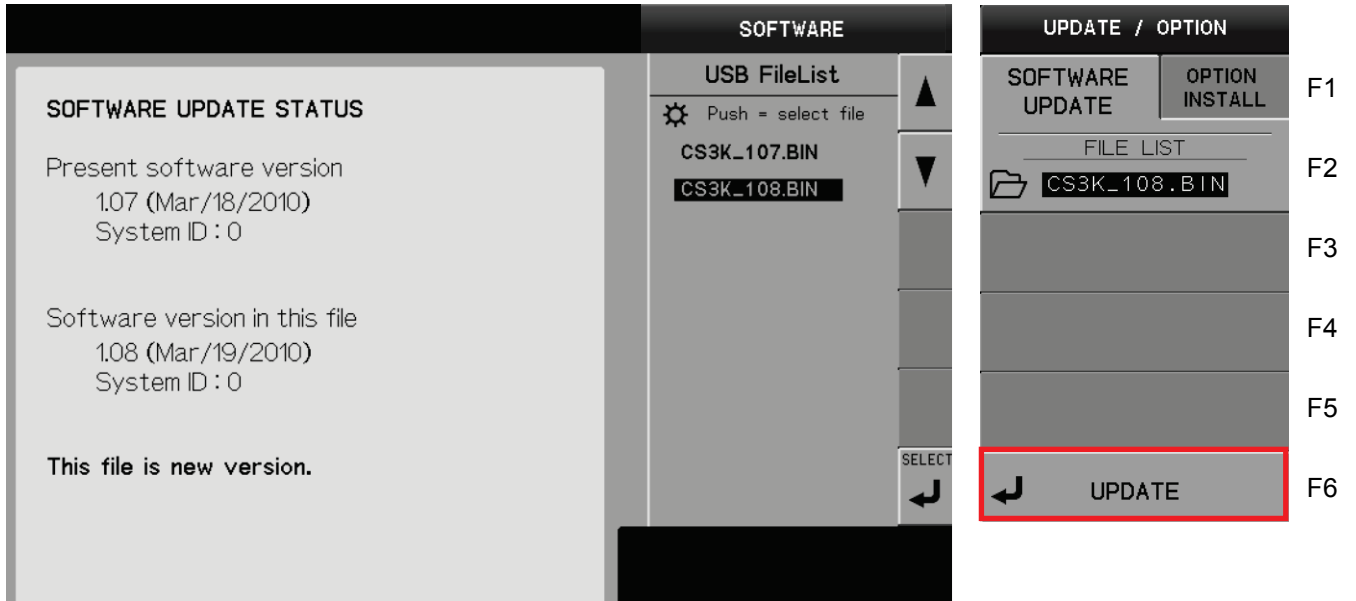 SOFTWARE
SOFTWARE UPDATE STATUS
Present software version
1.07 (Mar/18/2010)
System ID : 0
Software version in this file
1.08 (Mar/19/2010)
System ID : 0
This file is new version.
USB FileList
Push = select file
CS3K_107.BIN
CS3K_108.BIN
SELECT
UPDATE / OPTION
SOFTWARE
UPDATE
OPTION
INSTALL
FILE LIST
CS3K_108.BIN
UPDATE
F1
F2
F3
F4
F5
F6